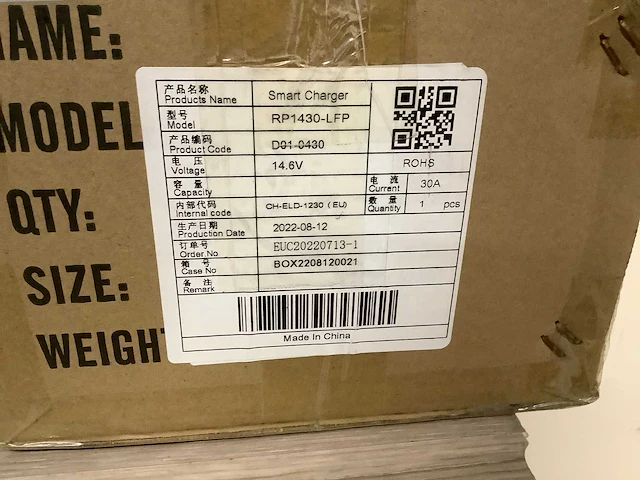 NAME:
MODEL
QTY:
SIZE:
WEIGHT
产品名称 Smart Charger
Products Name
型号 RP1430-LFP
Model
产品编码 D01-0430
Product Code
电 压 14.6V ROHS
Voltage
容 量 电 流 30A
Capacity Current
内部代码 CH-ELD-1230 (EU) 数 量 1 pcs
Internal code Quantity
生产日期 2022-08-12
Production Date
订单号 EUC20220713-1
Order.No
箱 号 BOX2208120021
Case No
备 注
Remark
Made In China